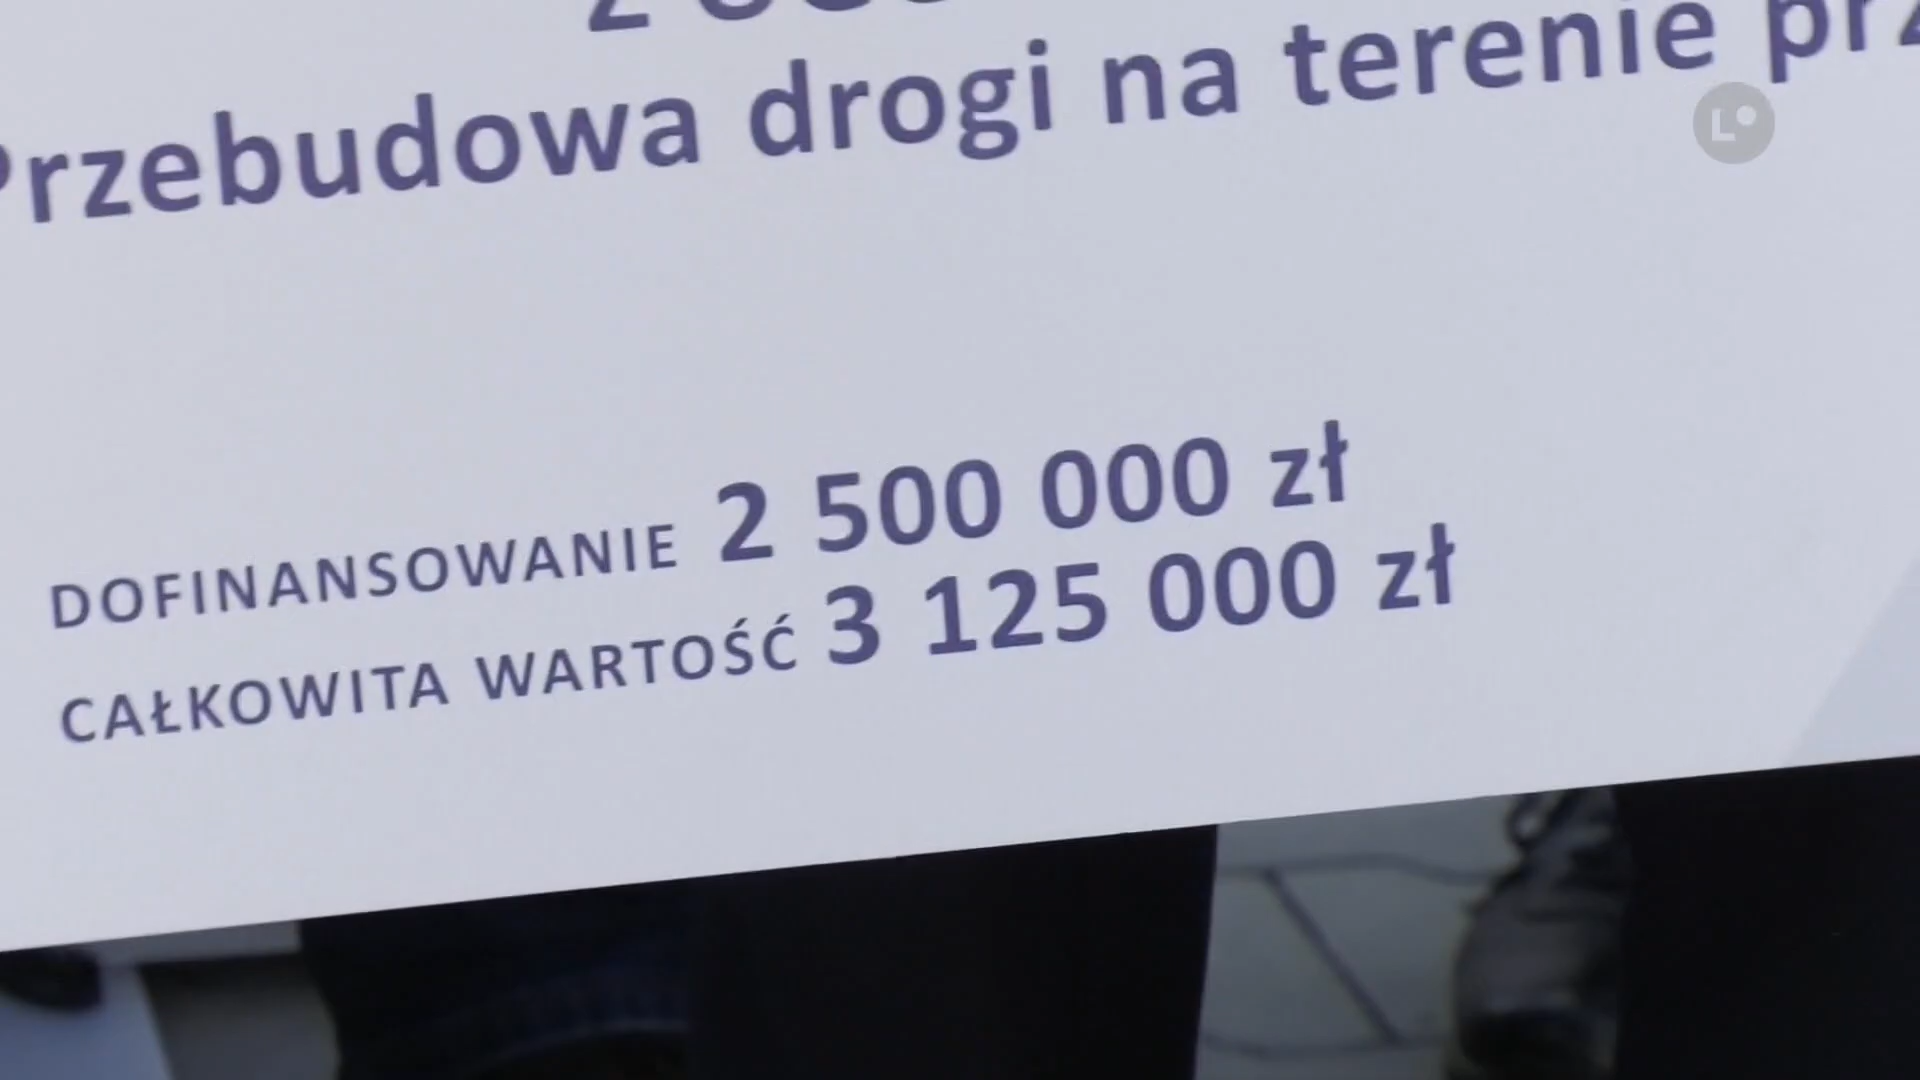 Przebudowa drogi na terenie
DOFINANSOWANIE 2 500 000 zł
CAŁKOWITA WARTOŚĆ 3 125 000 zł